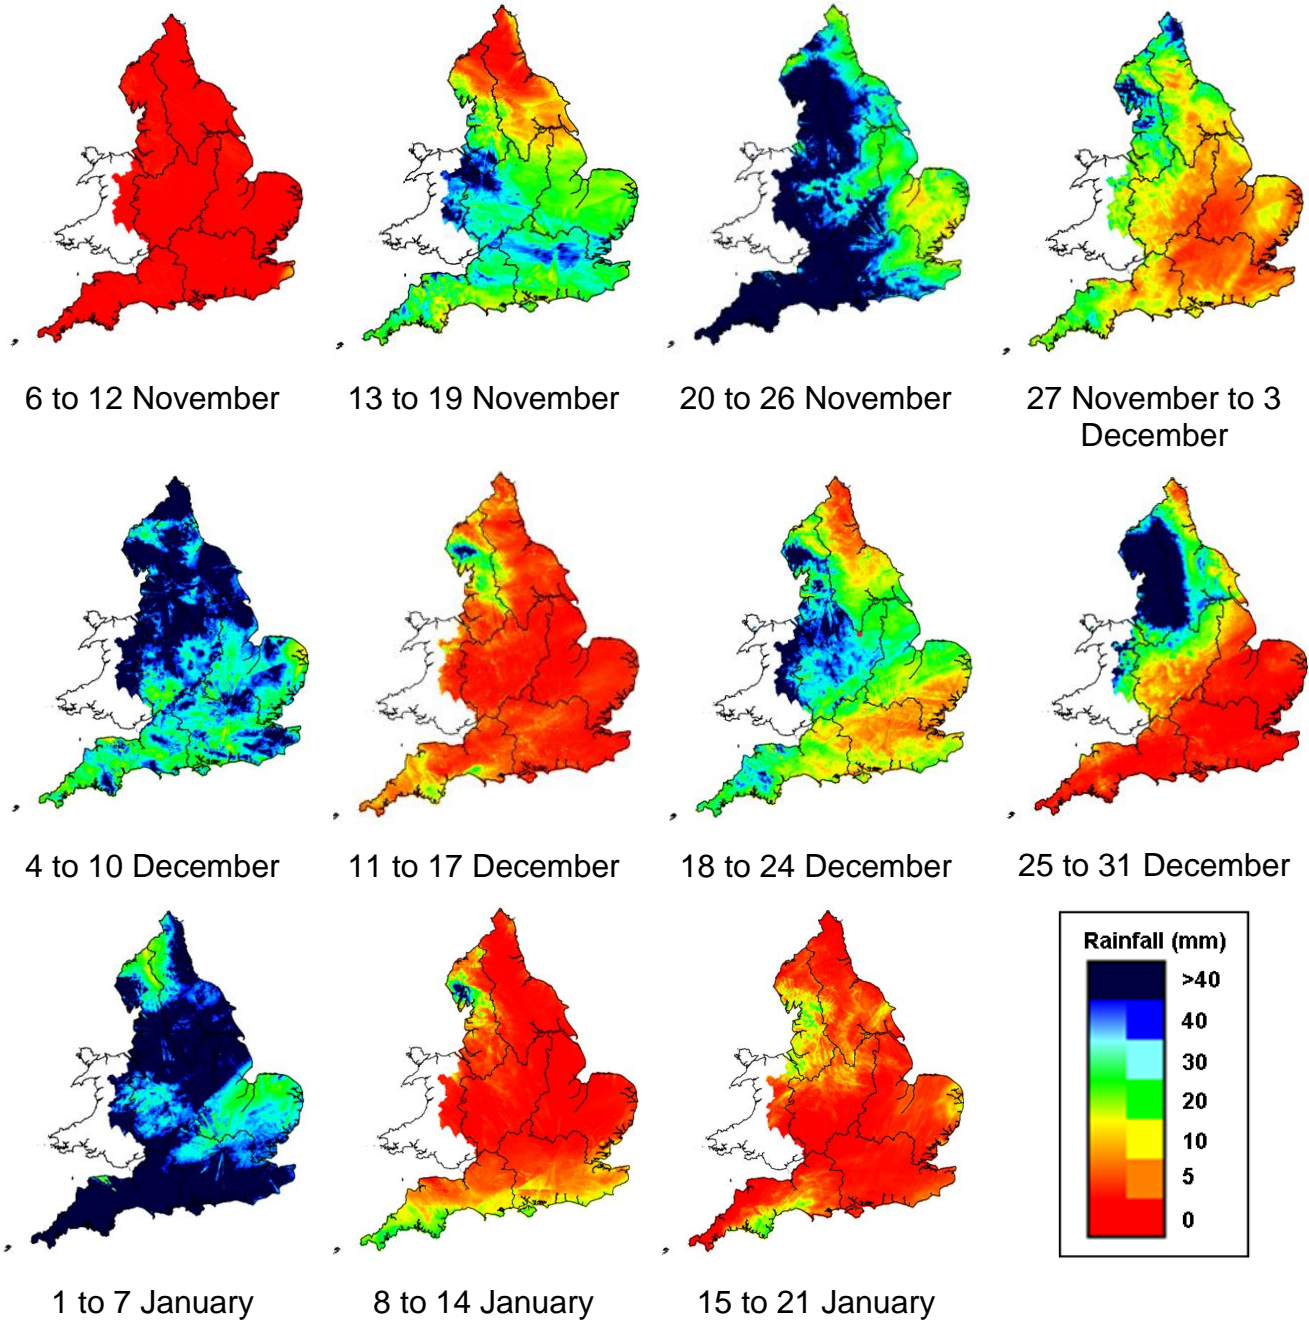 6 to 12 November
13 to 19 November
20 to 26 November
27 November to 3
December
4 to 10 December
11 to 17 December
18 to 24 December
25 to 31 December
Rainfall (mm)
>40
40
30
20
10
5
0
1 to 7 January
8 to 14 January
15 to 21 January